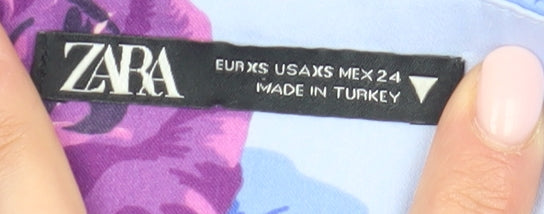 ZARA
EUR XS USA XS MEX 24
MADE IN TURKEY